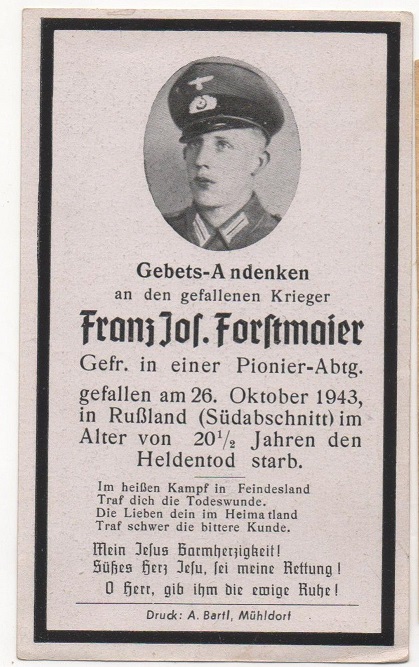 Gebets-Andenken
an den gefallenen Krieger
Franz Jos. Forstmaier
Gefr. in einer Pionier-Abtg.
gefallen am 26. Oktober 1943,
in Rußland (Südabschnitt) im
Alter von 20 1/2 Jahren den
Heldentod starb.
Im heißen Kampf in Feindesland
Traf dich die Todeswunde.
Die Lieben dein im Heimatland
Traf schwer die bittere Kunde.
Mein Jesus Barmherzigkeit!
Süßes Herz Jesu, sei meine Rettung!
O Herr, gib ihm die ewige Ruhe!
Druck: A. Bartl, Mühldorf